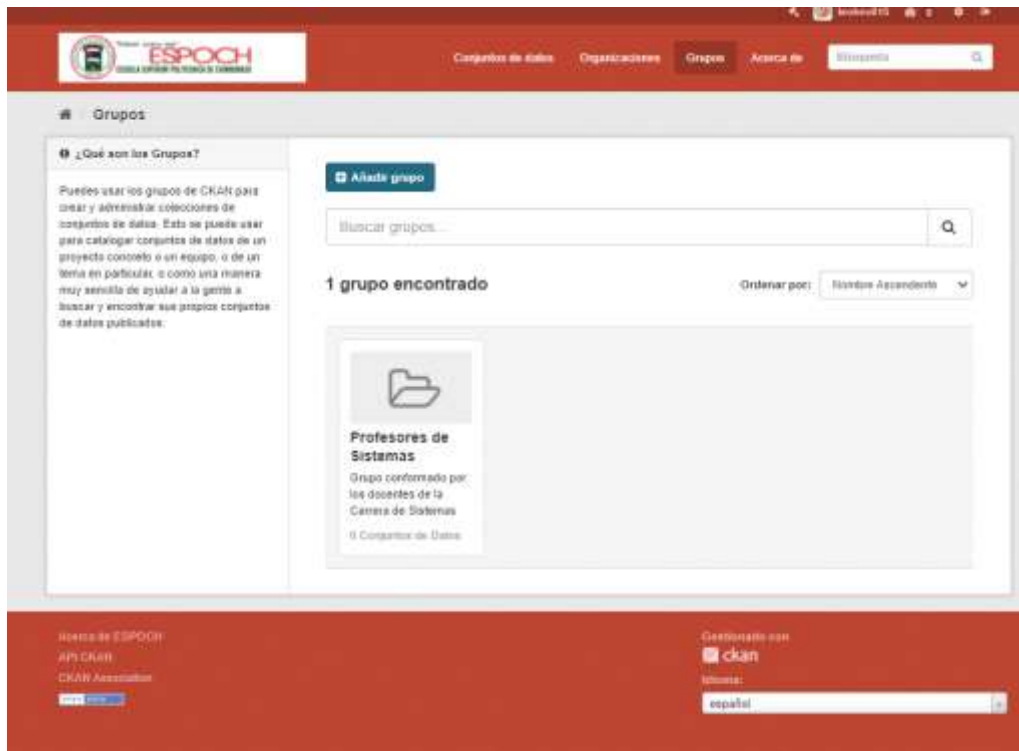 ESPOCH
Conjuntos de datos Organizaciones Grupos Acerca de Búsqueda
Grupos
¿Qué son los Grupos?
Puedes usar los grupos de CKAN para
crear y administrar colecciones de
conjuntos de datos. Esto se puede usar
para catalogar conjuntos de datos de un
proyecto concreto o un equipo, o de un
tema en particular, o como una manera
muy sencilla de ayudar a la gente a
buscar y encontrar sus propios conjuntos
de datos publicados.
Añadir grupo
Buscar grupos...
1 grupo encontrado
Ordenar por: Nombre Ascendente
Profesores de
Sistemas
Grupo conformado por
los docentes de la
Carrera de Sistemas
0 Conjuntos de Datos
Acerca de ESPOCH
API CKAN
CKAN Association
Gestionado con
ckan
Idioma:
español